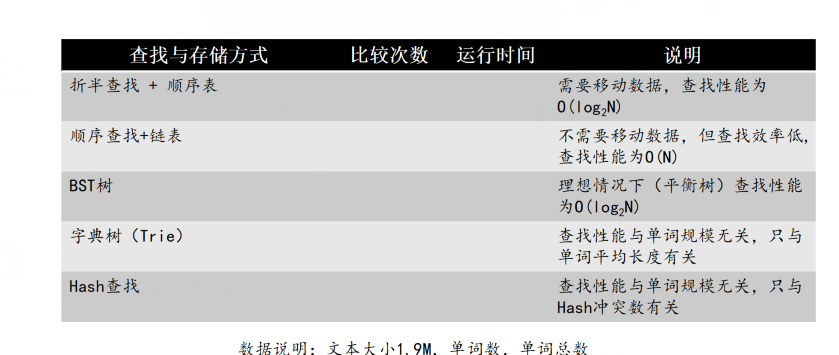 查找与存储方式 比较次数 运行时间 说明
折半查找 + 顺序表 需要移动数据，查找性能为
O(log₂N)
顺序查找+链表 不需要移动数据，但查找效率低，
查找性能为O(N)
BST树 理想情况下（平衡树）查找性能
为O(log₂N)
字典树（Trie） 查找性能与单词规模无关，只与
单词平均长度有关
Hash查找 查找性能与单词规模无关，只与
Hash冲突数有关
数据说明：文本大小1.9M，单词数，单词总数